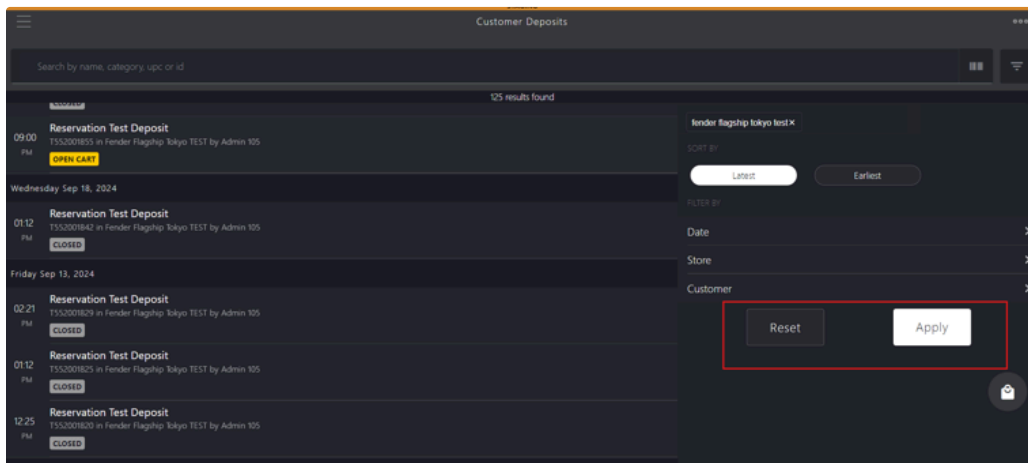 Customer Deposits
Search by name, category, upc or id
125 results found
CLOSED
09:00 PM
Reservation Test Deposit
T552001855 in Fender Flagship Tokyo TEST by Admin 105
OPEN CART
Wednesday Sep 18, 2024
01:12 PM
Reservation Test Deposit
T552001842 in Fender Flagship Tokyo TEST by Admin 105
CLOSED
Friday Sep 13, 2024
02:21 PM
Reservation Test Deposit
T552001829 in Fender Flagship Tokyo TEST by Admin 105
CLOSED
01:12 PM
Reservation Test Deposit
T552001825 in Fender Flagship Tokyo TEST by Admin 105
CLOSED
12:25 PM
Reservation Test Deposit
T552001820 in Fender Flagship Tokyo TEST by Admin 105
CLOSED
fender flagship tokyo test×
SORT BY
Latest
Earliest
FILTER BY
Date
Store
Customer
Reset
Apply